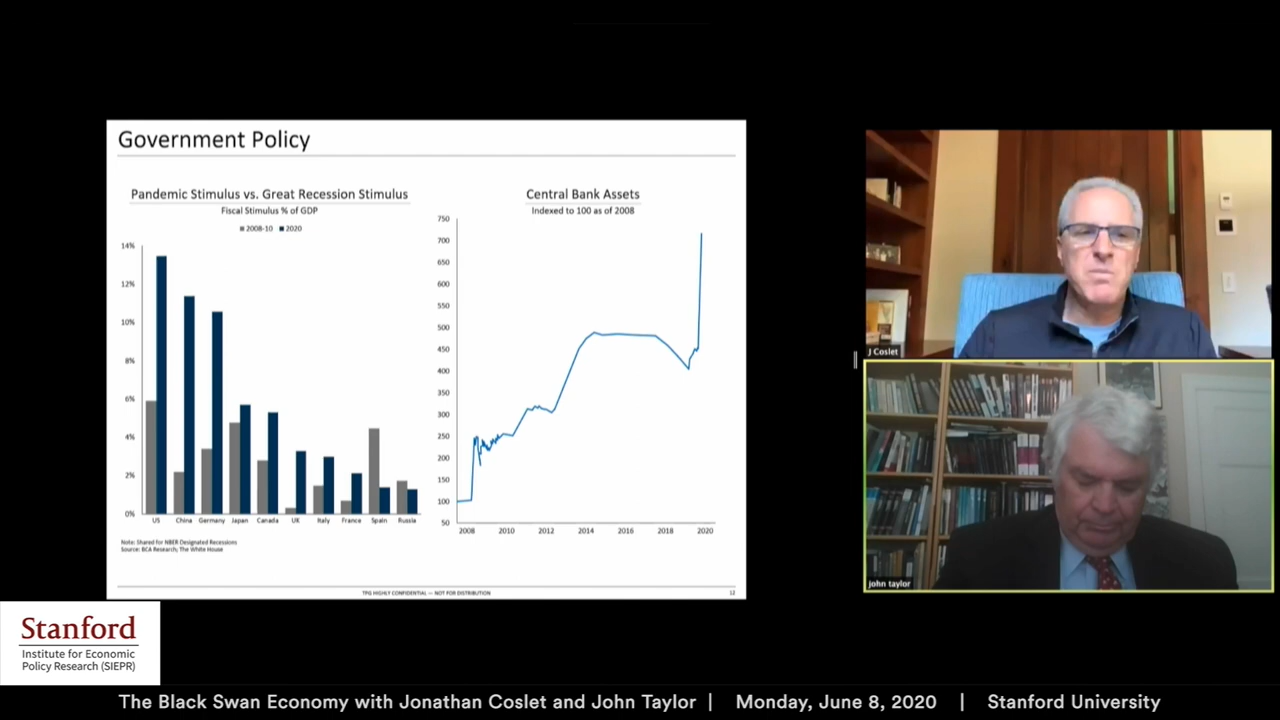 Government Policy
Pandemic Stimulus vs. Great Recession Stimulus
Fiscal Stimulus % of GDP
2008-10 2020
14%
12%
10%
8%
6%
4%
2%
0%
US China Germany Japan Canada UK Italy France Spain Russia
Note: Shared for NBER Designated Recessions
Source: BCA Research; The White House
Central Bank Assets
Indexed to 100 as of 2008
750
700
650
600
550
500
450
400
350
300
250
200
150
100
50
2008 2010 2012 2014 2016 2018 2020
TPG HIGHLY CONFIDENTIAL — NOT FOR DISTRIBUTION
12
J Coslet
john taylor
Stanford
Institute for Economic
Policy Research (SIEPR)
The Black Swan Economy with Jonathan Coslet and John Taylor | Monday, June 8, 2020 | Stanford University